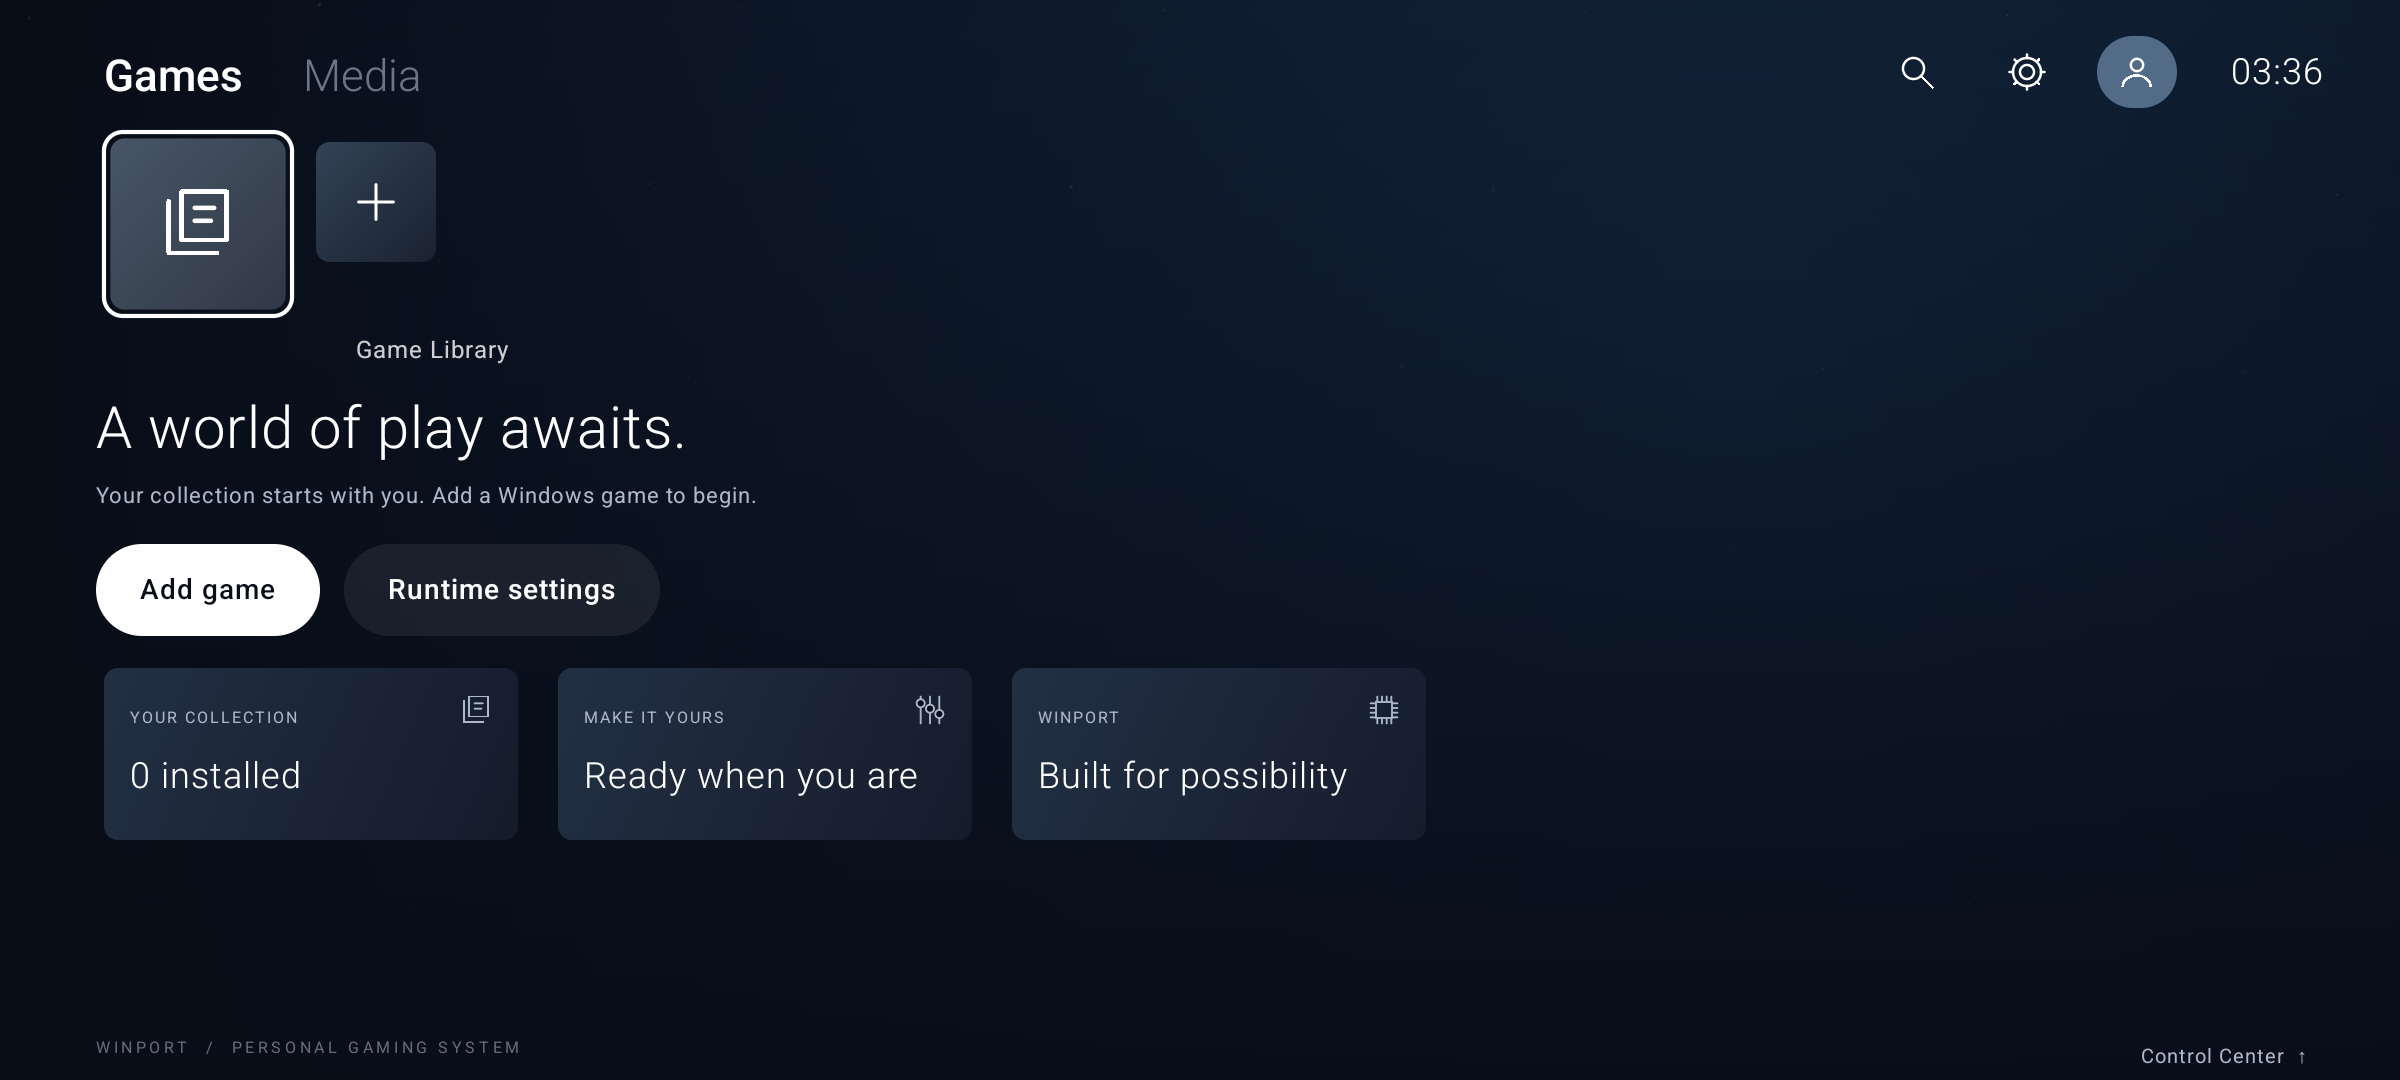 Games Media 03:36
Game Library
A world of play awaits.
Your collection starts with you. Add a Windows game to begin.
Add game Runtime settings
YOUR COLLECTION
0 installed
MAKE IT YOURS
Ready when you are
WINPORT
Built for possibility
WINPORT / PERSONAL GAMING SYSTEM
Control Center ↑